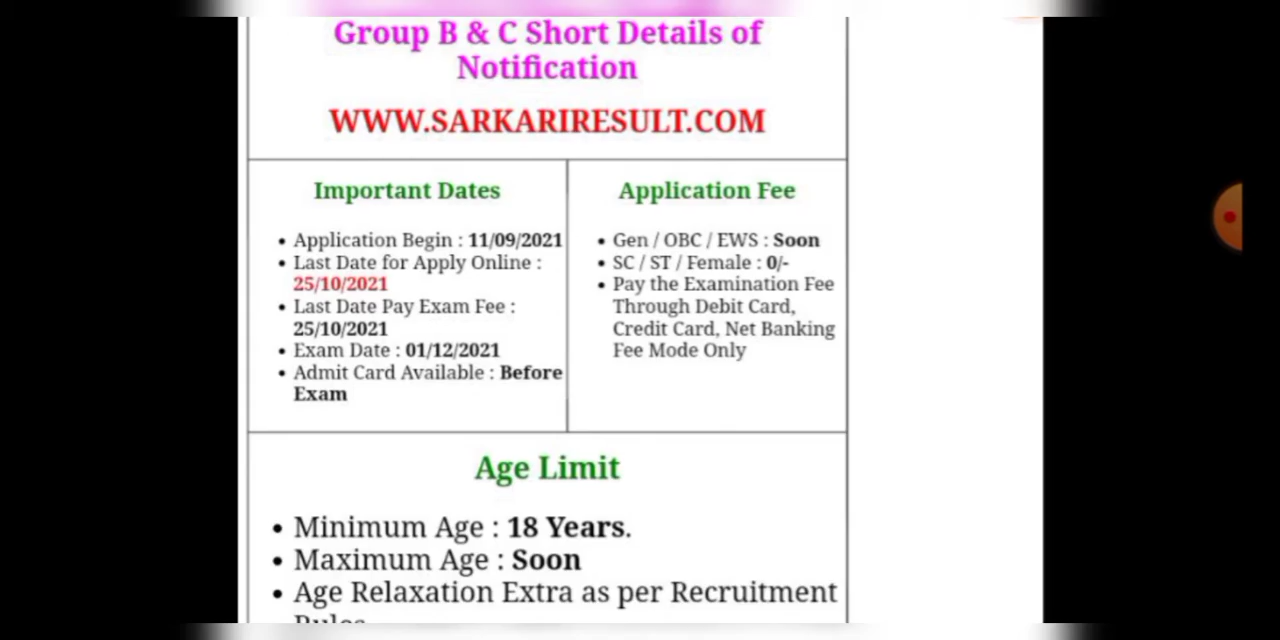 Group B & C Short Details of
Notification
WWW.SARKARIRESULT.COM
Important Dates
• Application Begin : 11/09/2021
• Last Date for Apply Online :
25/10/2021
• Last Date Pay Exam Fee :
25/10/2021
• Exam Date : 01/12/2021
• Admit Card Available : Before
Exam
Application Fee
• Gen / OBC / EWS : Soon
• SC / ST / Female : 0/-
• Pay the Examination Fee
Through Debit Card,
Credit Card, Net Banking
Fee Mode Only
Age Limit
• Minimum Age : 18 Years.
• Maximum Age : Soon
• Age Relaxation Extra as per Recruitment